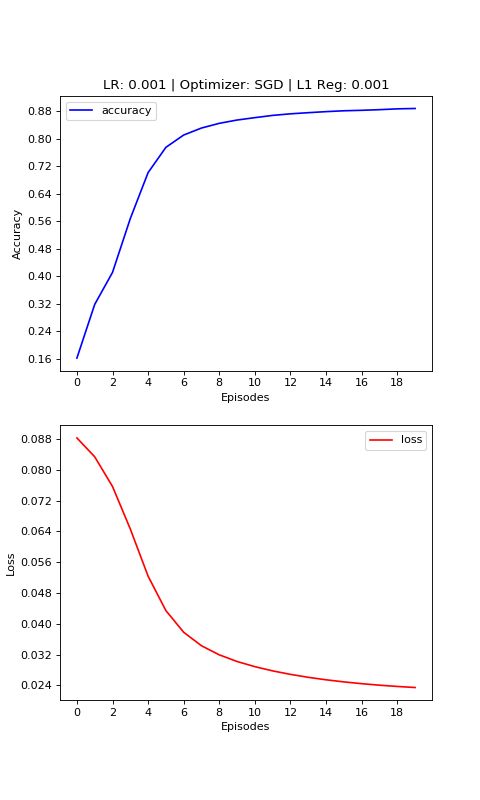 LR: 0.001 | Optimizer: SGD | L1 Reg: 0.001
accuracy
0.88
0.80
0.72
0.64
0.56
0.48
0.40
0.32
0.24
0.16
Accuracy
0 2 4 6 8 10 12 14 16 18
Episodes
loss
0.088
0.080
0.072
0.064
0.056
0.048
0.040
0.032
0.024
Loss
0 2 4 6 8 10 12 14 16 18
Episodes